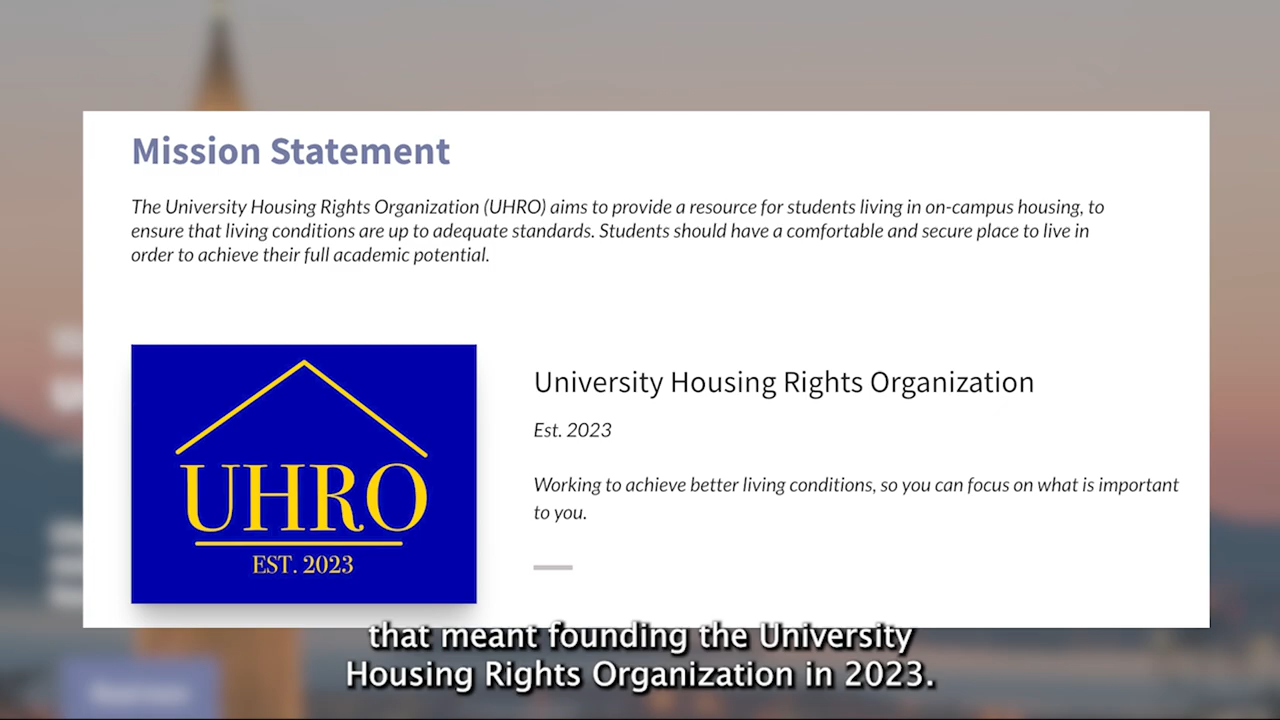 Mission Statement
The University Housing Rights Organization (UHRO) aims to provide a resource for students living in on-campus housing, to
ensure that living conditions are up to adequate standards. Students should have a comfortable and secure place to live in
order to achieve their full academic potential.
UHRO
EST. 2023
University Housing Rights Organization
Est. 2023
Working to achieve better living conditions, so you can focus on what is important
to you.
that meant founding the University
Housing Rights Organization in 2023.